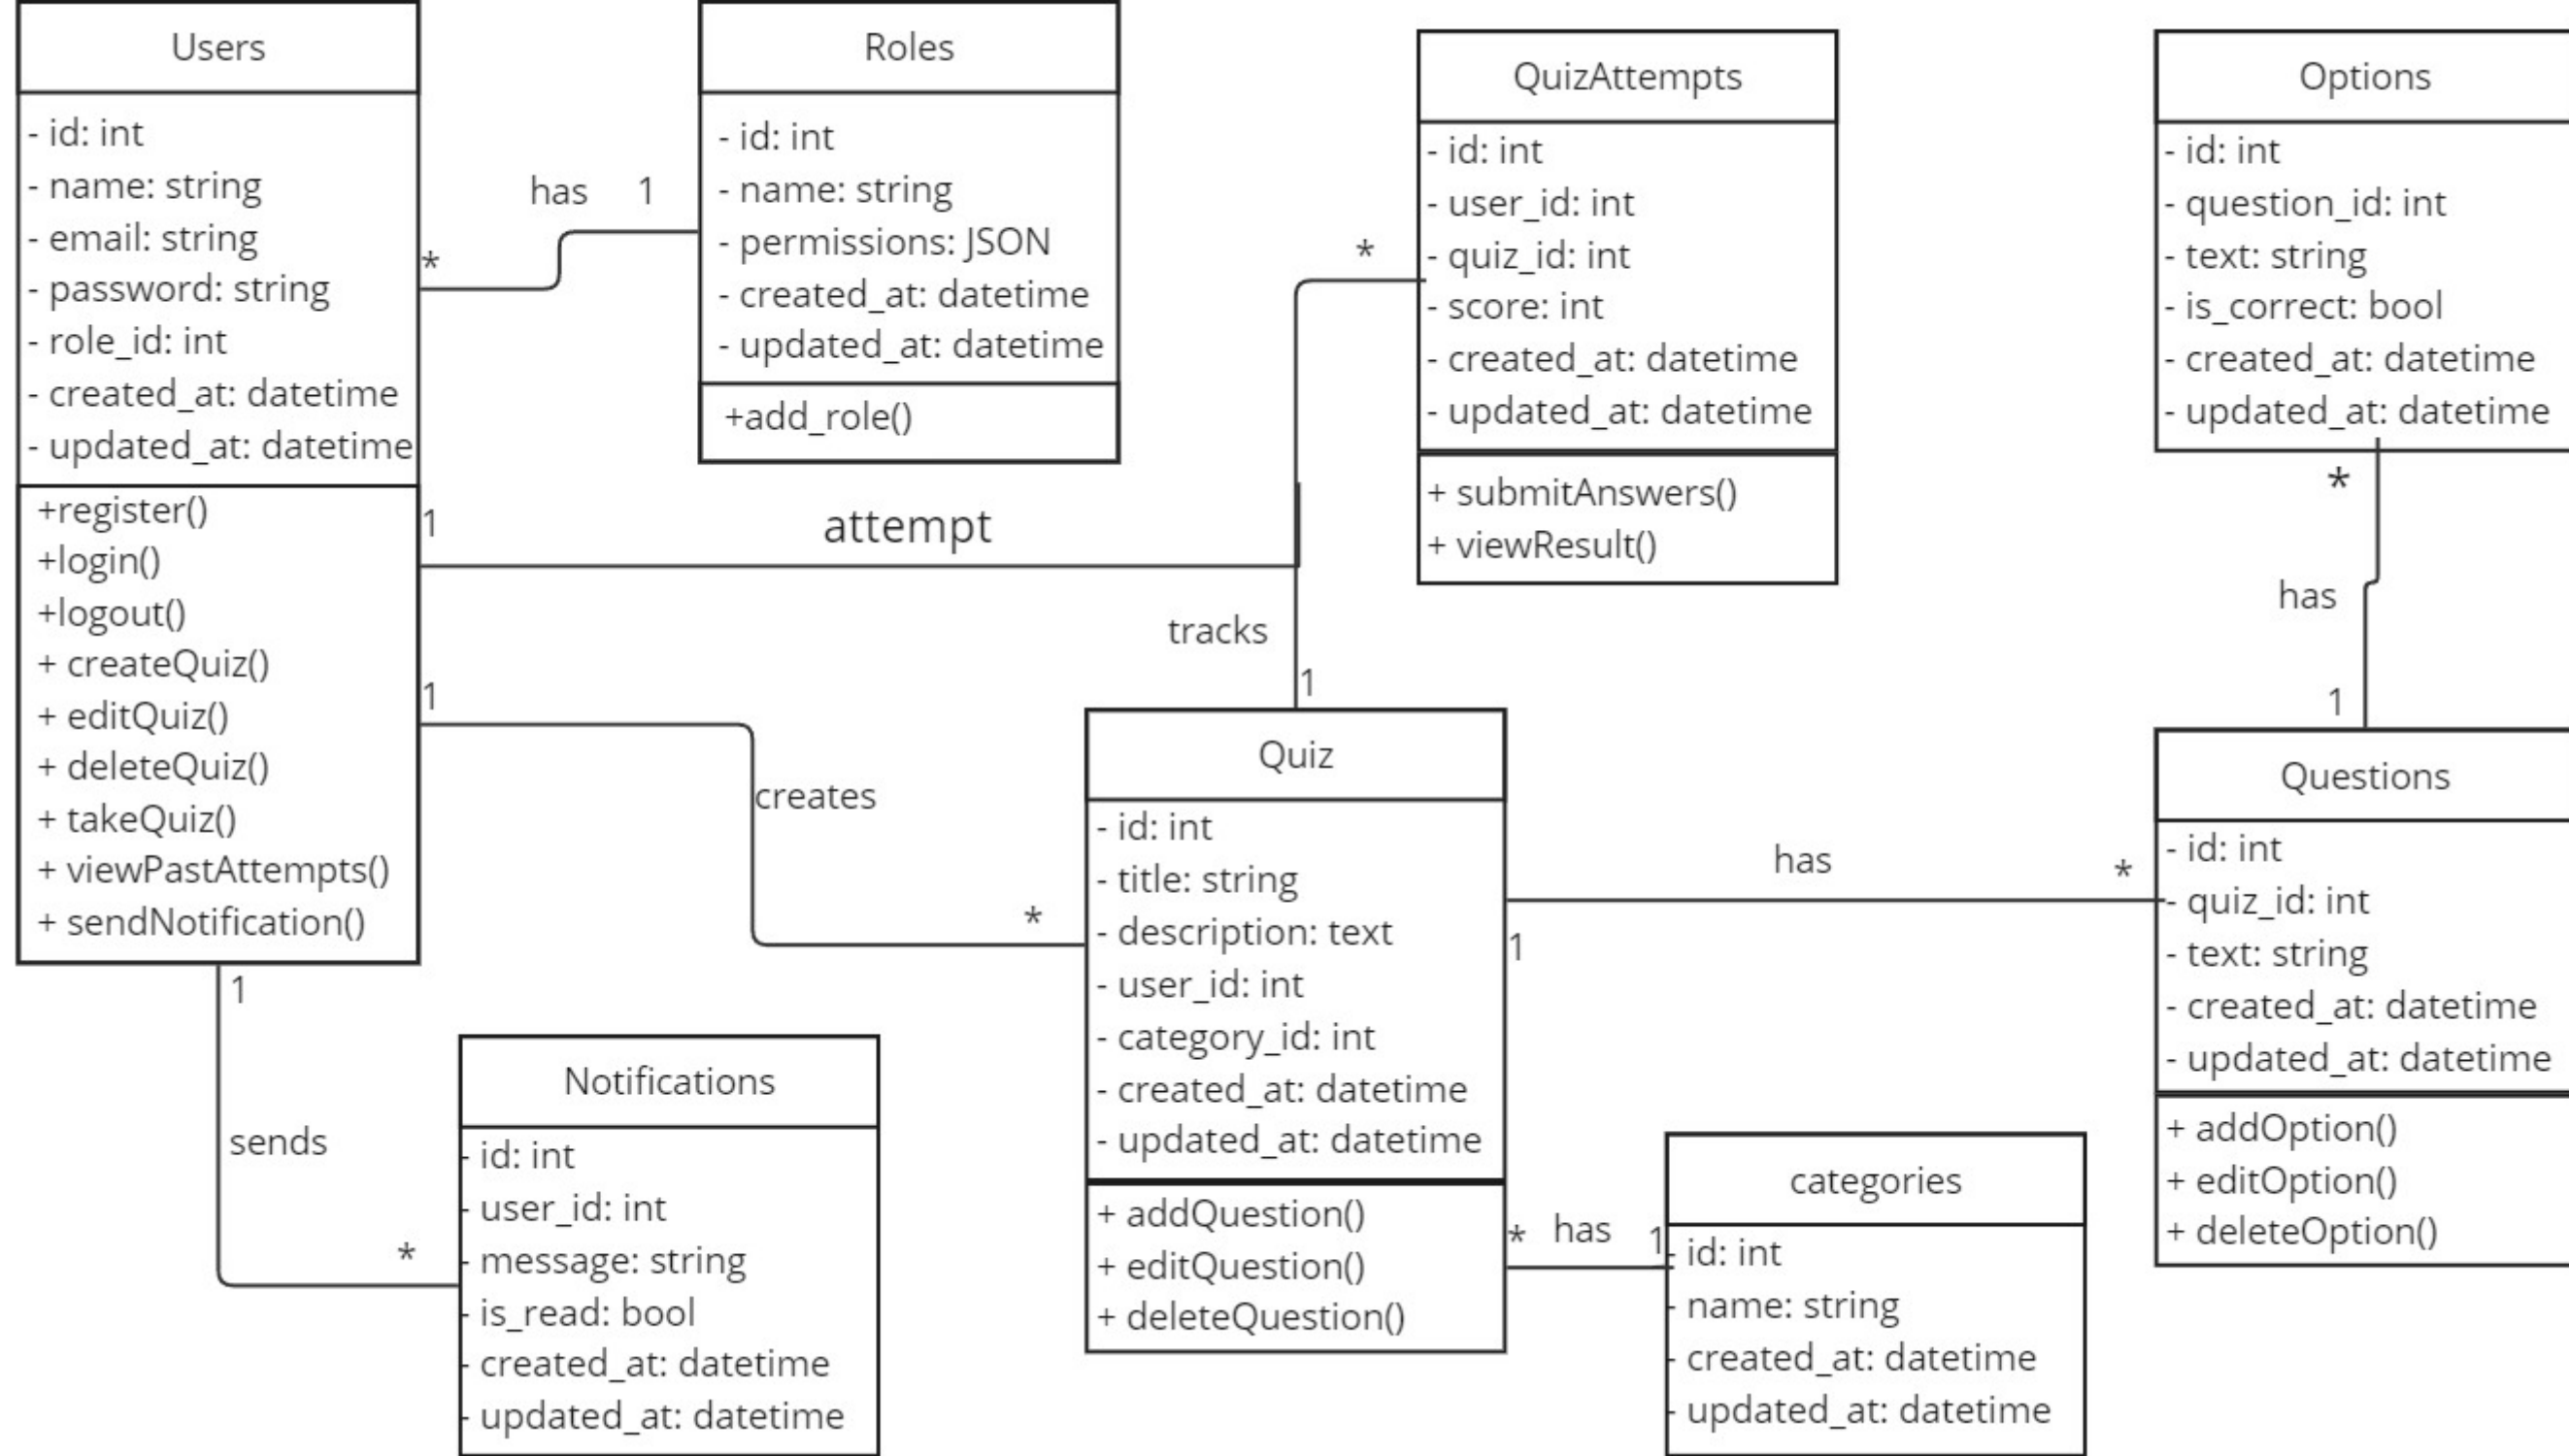 Users
- id: int
- name: string
- email: string
- password: string
- role_id: int
- created_at: datetime
- updated_at: datetime
+register()
+login()
+logout()
+ createQuiz()
+ editQuiz()
+ deleteQuiz()
+ takeQuiz()
+ viewPastAttempts()
+ sendNotification()
* has 1
Roles
- id: int
- name: string
- permissions: JSON
- created_at: datetime
- updated_at: datetime
+add_role()
1 attempt
*
QuizAttempts
- id: int
- user_id: int
- quiz_id: int
- score: int
- created_at: datetime
- updated_at: datetime
+ submitAnswers()
+ viewResult()
Options
- id: int
- question_id: int
- text: string
- is_correct: bool
- created_at: datetime
- updated_at: datetime
*
has
1
tracks
1
1
creates
*
Quiz
- id: int
- title: string
- description: text
- user_id: int
- category_id: int
- created_at: datetime
- updated_at: datetime
+ addQuestion()
+ editQuestion()
+ deleteQuestion()
has *
1
Questions
- id: int
- quiz_id: int
- text: string
- created_at: datetime
- updated_at: datetime
+ addOption()
+ editOption()
+ deleteOption()
1
sends
*
Notifications
- id: int
- user_id: int
- message: string
- is_read: bool
- created_at: datetime
- updated_at: datetime
* has 1
categories
- id: int
- name: string
- created_at: datetime
- updated_at: datetime